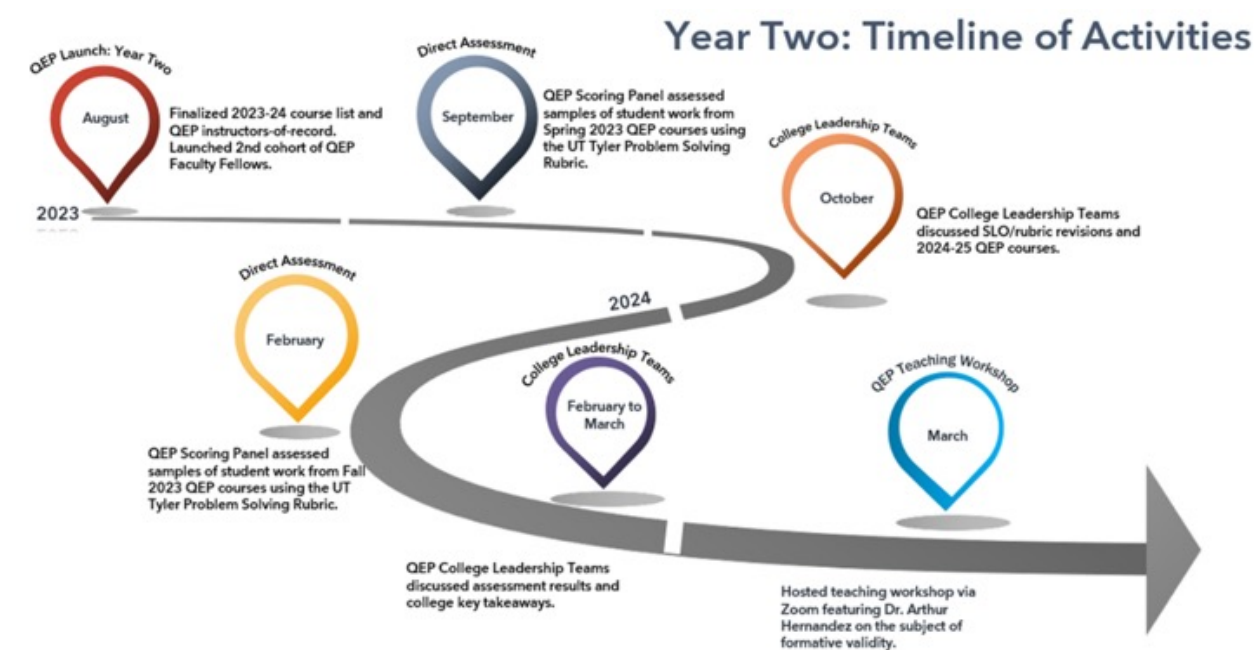 Year Two: Timeline of Activities
QEP Launch: Year Two
August
Finalized 2023-24 course list and
QEP instructors-of-record.
Launched 2nd cohort of QEP
Faculty Fellows.
Direct Assessment
September
QEP Scoring Panel assessed
samples of student work from
Spring 2023 QEP courses using
the UT Tyler Problem Solving
Rubric.
College Leadership Teams
October
QEP College Leadership Teams
discussed SLO/rubric revisions and
2024-25 QEP courses.
2023
2024
Direct Assessment
February
QEP Scoring Panel assessed
samples of student work from Fall
2023 QEP courses using the UT
Tyler Problem Solving Rubric.
College Leadership Teams
February to
March
QEP College Leadership Teams
discussed assessment results and
college key takeaways.
QEP Teaching Workshop
March
Hosted teaching workshop via
Zoom featuring Dr. Arthur
Hernandez on the subject of
formative validity.